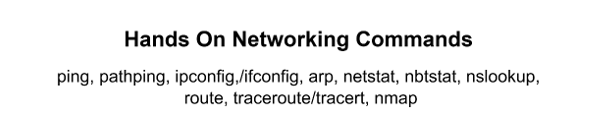 Hands On Networking Commands
ping, pathping, ipconfig,/ifconfig, arp, netstat, nbtstat, nslookup,
route, traceroute/tracert, nmap